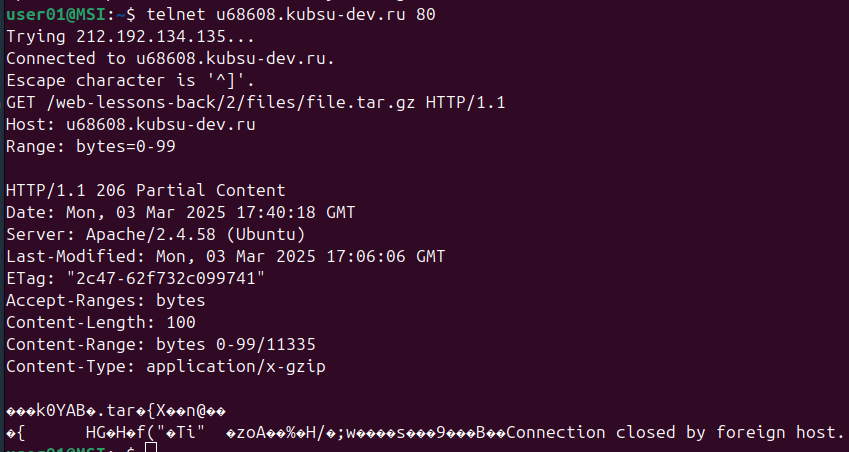 user01@MSI:~$ telnet u68608.kubsu-dev.ru 80
Trying 212.192.134.135...
Connected to u68608.kubsu-dev.ru.
Escape character is '^]'.
GET /web-lessons-back/2/files/file.tar.gz HTTP/1.1
Host: u68608.kubsu-dev.ru
Range: bytes=0-99

HTTP/1.1 206 Partial Content
Date: Mon, 03 Mar 2025 17:40:18 GMT
Server: Apache/2.4.58 (Ubuntu)
Last-Modified: Mon, 03 Mar 2025 17:06:06 GMT
ETag: "2c47-62f732c099741"
Accept-Ranges: bytes
Content-Length: 100
Content-Range: bytes 0-99/11335
Content-Type: application/x-gzip

���k0YAB�.tar�{X��n@��
�{ HG�H�f("�Ti" �zoA��%�H/�;w����s���9���B��Connection closed by foreign host.